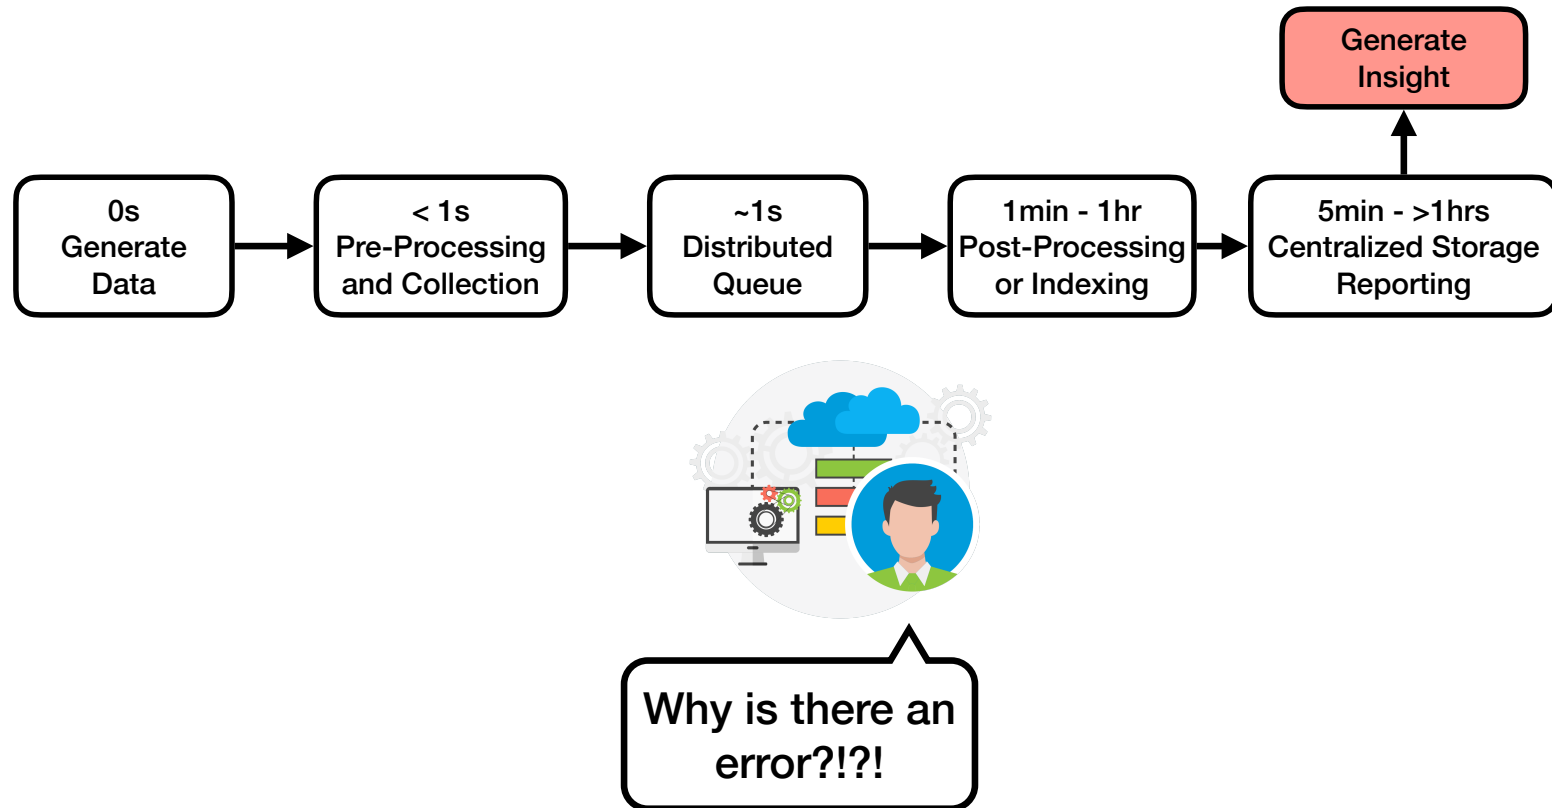 Generate
Insight
0s
Generate
Data
< 1s
Pre-Processing
and Collection
~1s
Distributed
Queue
1min - 1hr
Post-Processing
or Indexing
5min - >1hrs
Centralized Storage
Reporting
Why is there an
error?!?!